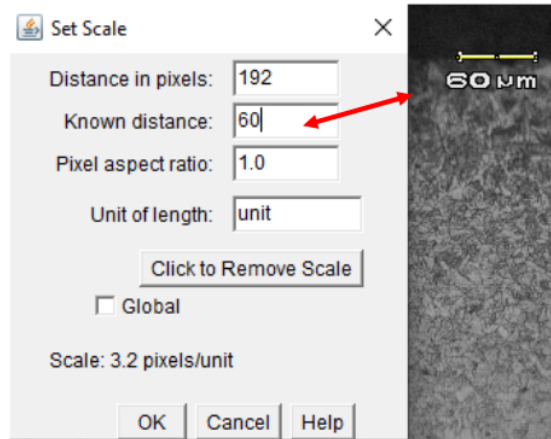 Set Scale
Distance in pixels: 192
60 µm
Known distance: 60
Pixel aspect ratio: 1.0
Unit of length: unit
Click to Remove Scale
Global
Scale: 3.2 pixels/unit
OK Cancel Help